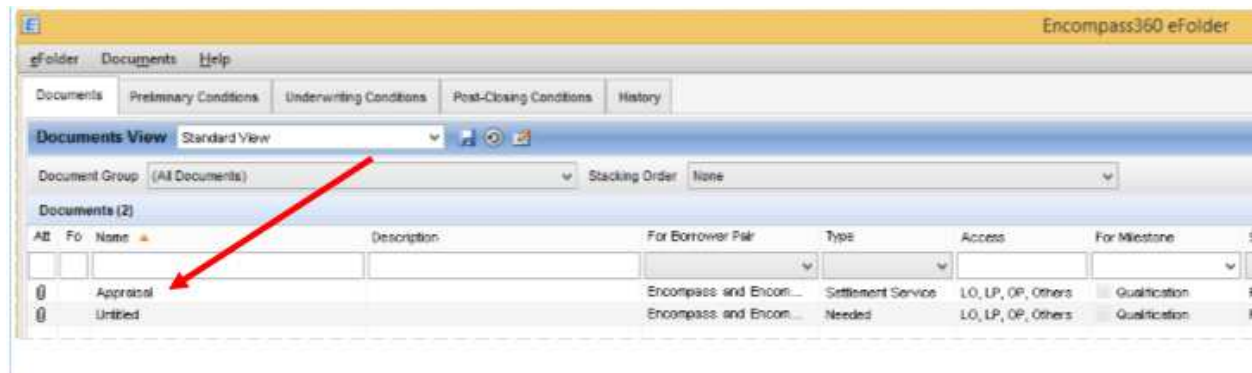 Encompass360 eFolder
eFolder Documents Help
Documents Preliminary Conditions Underwriting Conditions Post-Closing Conditions History
Documents View Standard View
Document Group (All Documents) Stacking Order None
Documents (2)
Att Fo Name Description For Borrower Pair Type Access For Milestone
Appraisal Encompass and Encom... Settlement Service LO, LP, OP, Others Qualification
Untitled Encompass and Encom... Needed LO, LP, OP, Others Qualification